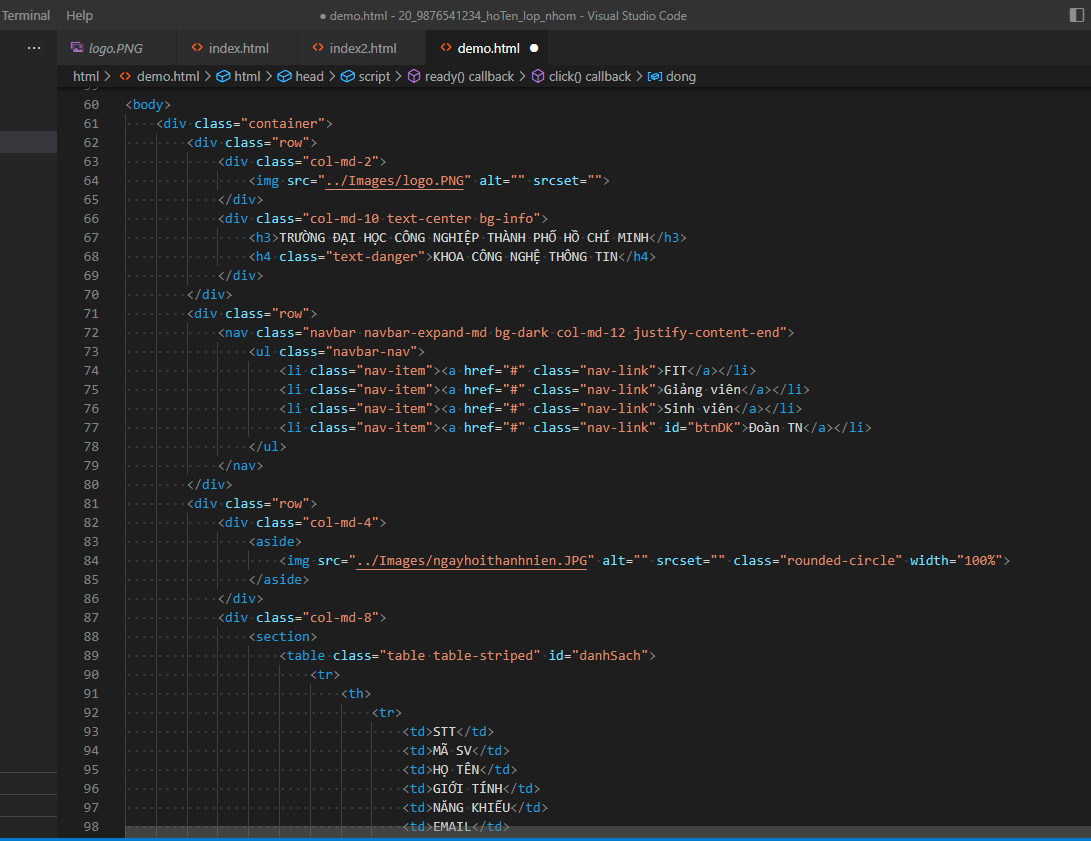 Terminal Help ● demo.html - 20_9876541234_hoTen_lop_nhom - Visual Studio Code
... logo.PNG <> index.html <> index2.html <> demo.html ●
html > <> demo.html > html > head > script > ready() callback > click() callback > dong
60 <body>
61 <div class="container">
62 <div class="row">
63 <div class="col-md-2">
64 <img src="../Images/logo.PNG" alt="" srcset="">
65 </div>
66 <div class="col-md-10 text-center bg-info">
67 <h3>TRƯỜNG ĐẠI HỌC CÔNG NGHIỆP THÀNH PHỐ HỒ CHÍ MINH</h3>
68 <h4 class="text-danger">KHOA CÔNG NGHỆ THÔNG TIN</h4>
69 </div>
70 </div>
71 <div class="row">
72 <nav class="navbar navbar-expand-md bg-dark col-md-12 justify-content-end">
73 <ul class="navbar-nav">
74 <li class="nav-item"><a href="#" class="nav-link">FIT</a></li>
75 <li class="nav-item"><a href="#" class="nav-link">Giảng viên</a></li>
76 <li class="nav-item"><a href="#" class="nav-link">Sinh viên</a></li>
77 <li class="nav-item"><a href="#" class="nav-link" id="btnDK">Đoàn TN</a></li>
78 </ul>
79 </nav>
80 </div>
81 <div class="row">
82 <div class="col-md-4">
83 <aside>
84 <img src="../Images/ngayhoithanhnien.JPG" alt="" srcset="" class="rounded-circle" width="100%">
85 </aside>
86 </div>
87 <div class="col-md-8">
88 <section>
89 <table class="table table-striped" id="danhSach">
90 <tr>
91 <th>
92 <tr>
93 <td>STT</td>
94 <td>MÃ SV</td>
95 <td>HỌ TÊN</td>
96 <td>GIỚI TÍNH</td>
97 <td>NĂNG KHIẾU</td>
98 <td>EMAIL</td>